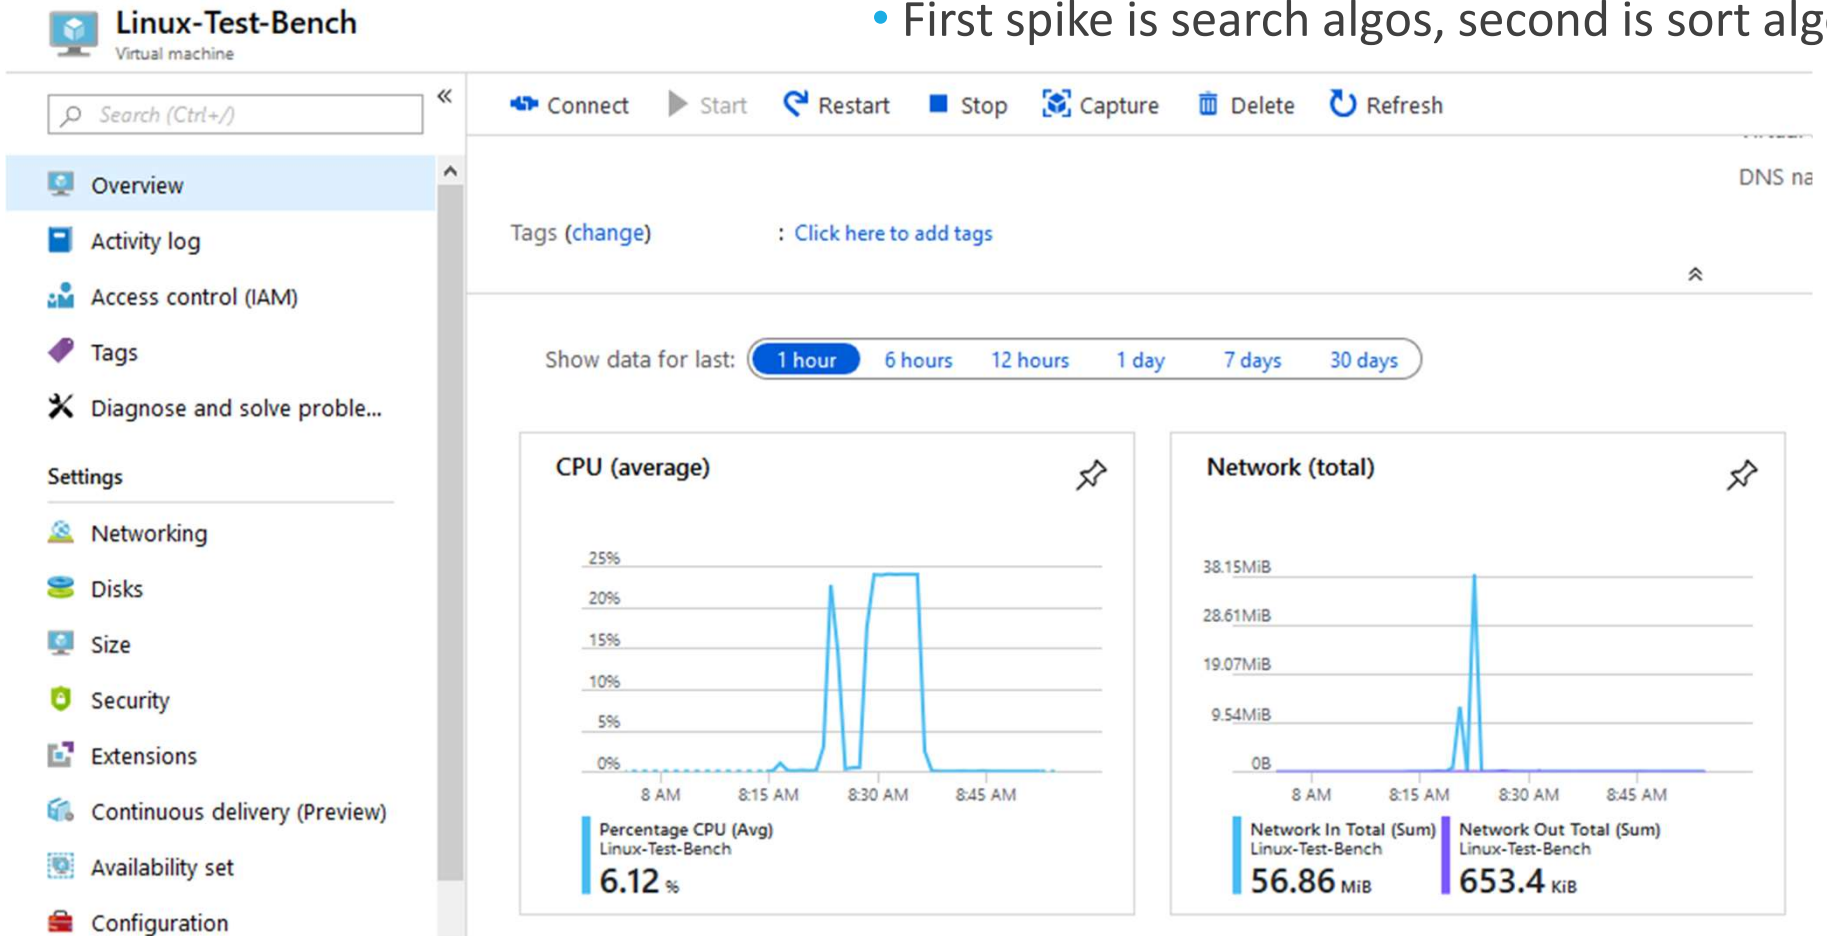 Linux-Test-Bench
Virtual machine
• First spike is search algos, second is sort
Search (Ctrl+/)
Connect Start Restart Stop Capture Delete Refresh
Overview
Activity log
Access control (IAM)
Tags
Diagnose and solve proble...
Settings
Networking
Disks
Size
Security
Extensions
Continuous delivery (Preview)
Availability set
Configuration
DNS
Tags (change) : Click here to add tags
Show data for last: 1 hour 6 hours 12 hours 1 day 7 days 30 days
CPU (average)
25%
20%
15%
10%
5%
0%
8 AM 8:15 AM 8:30 AM 8:45 AM
Percentage CPU (Avg)
Linux-Test-Bench
6.12 %
Network (total)
38.15MiB
28.61MiB
19.07MiB
9.54MiB
0B
8 AM 8:15 AM 8:30 AM 8:45 AM
Network In Total (Sum)
Linux-Test-Bench
56.86 MiB
Network Out Total (Sum)
Linux-Test-Bench
653.4 KiB